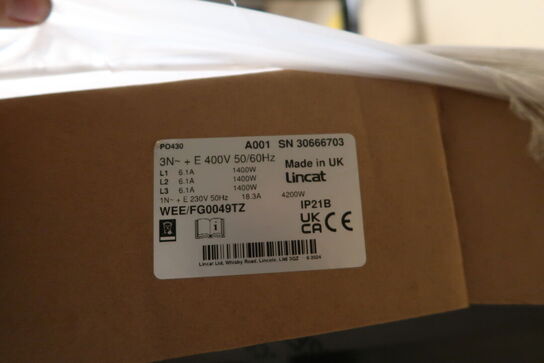 PO430 A001 SN 30666703
3N~ + E 400V 50/60Hz Made in UK
L1 6.1A 1400W Lincat
L2 6.1A 1400W
L3 6.1A 1400W
1N~ + E 230V 50Hz 18.3A 4200W
WEE/FG0049TZ IP21B
i UK CA CE
Lincat Ltd, Whisby Road, Lincoln, LN6 3QZ 6 2024